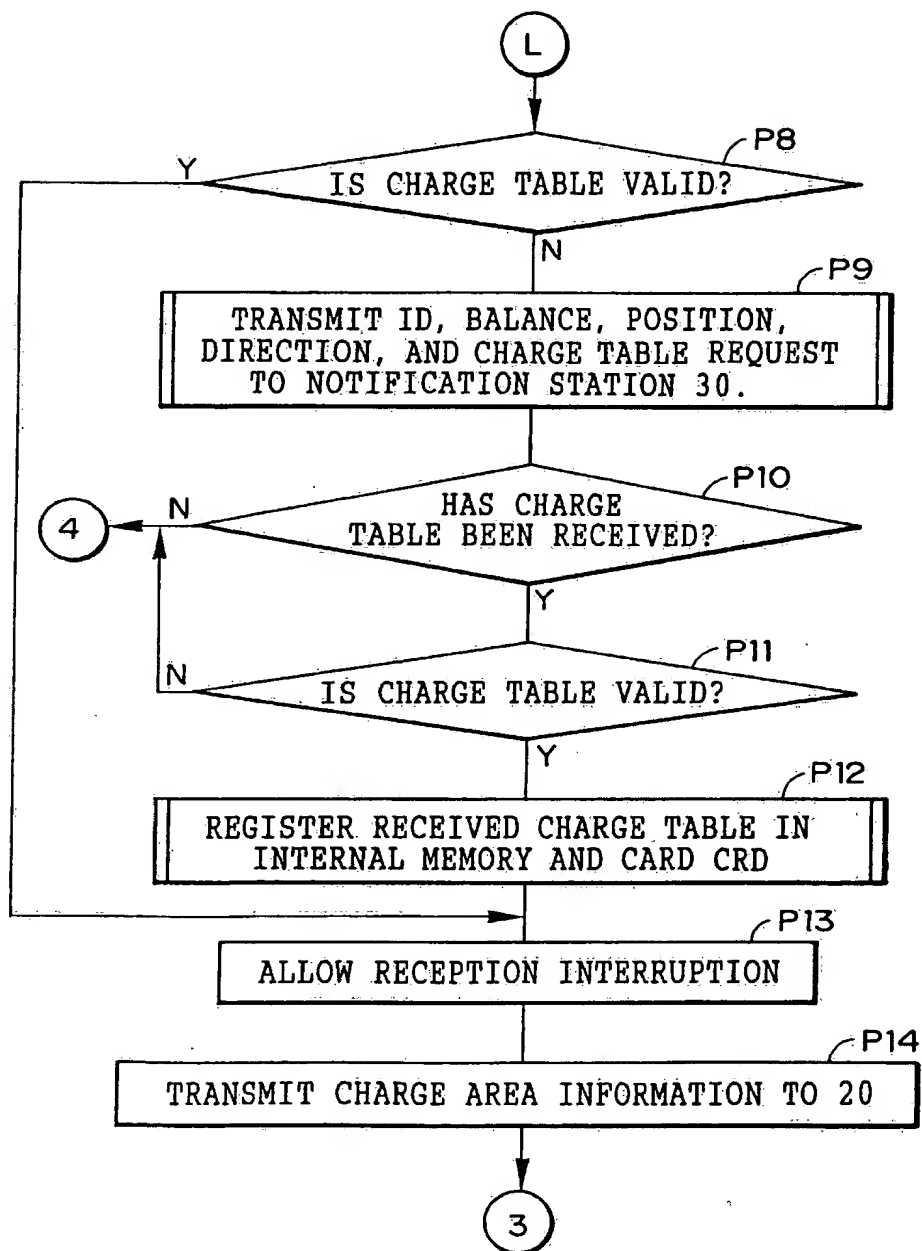 L
P8
Y
IS CHARGE TABLE VALID?
N
P9
TRANSMIT ID, BALANCE, POSITION,
DIRECTION, AND CHARGE TABLE REQUEST
TO NOTIFICATION STATION 30.
P10
4
N
HAS CHARGE
TABLE BEEN RECEIVED?
Y
P11
N
IS CHARGE TABLE VALID?
Y
P12
REGISTER RECEIVED CHARGE TABLE IN
INTERNAL MEMORY AND CARD CRD
P13
ALLOW RECEPTION INTERRUPTION
P14
TRANSMIT CHARGE AREA INFORMATION TO 20
3